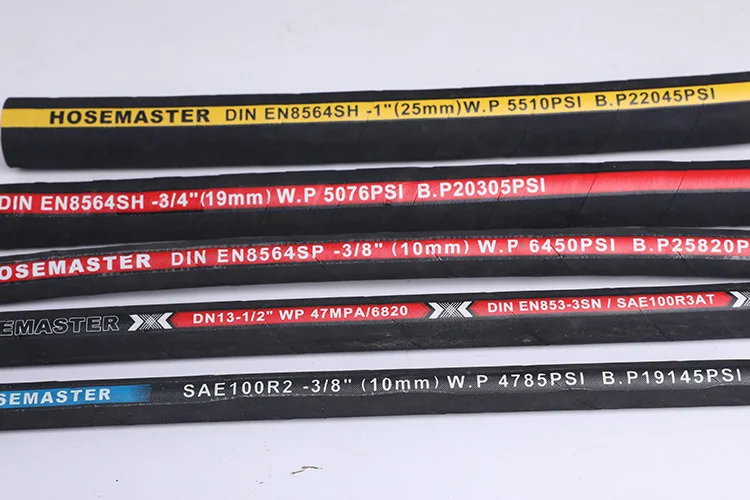 HOSEMASTER DIN EN8564SH -1"(25mm) W.P 5510PSI B.P22045PSI
DIN EN8564SH -3/4"(19mm) W.P 5076PSI B.P20305PSI
HOSEMASTER DIN EN8564SP -3/8" (10mm) W.P 6450PSI B.P25820P
SEMASTER DN13-1/2" WP 47MPA/6820 DIN EN853-3SN / SAE100R3AT
SEMASTER SAE100R2 -3/8" (10mm) W.P 4785PSI B.P19145PSI